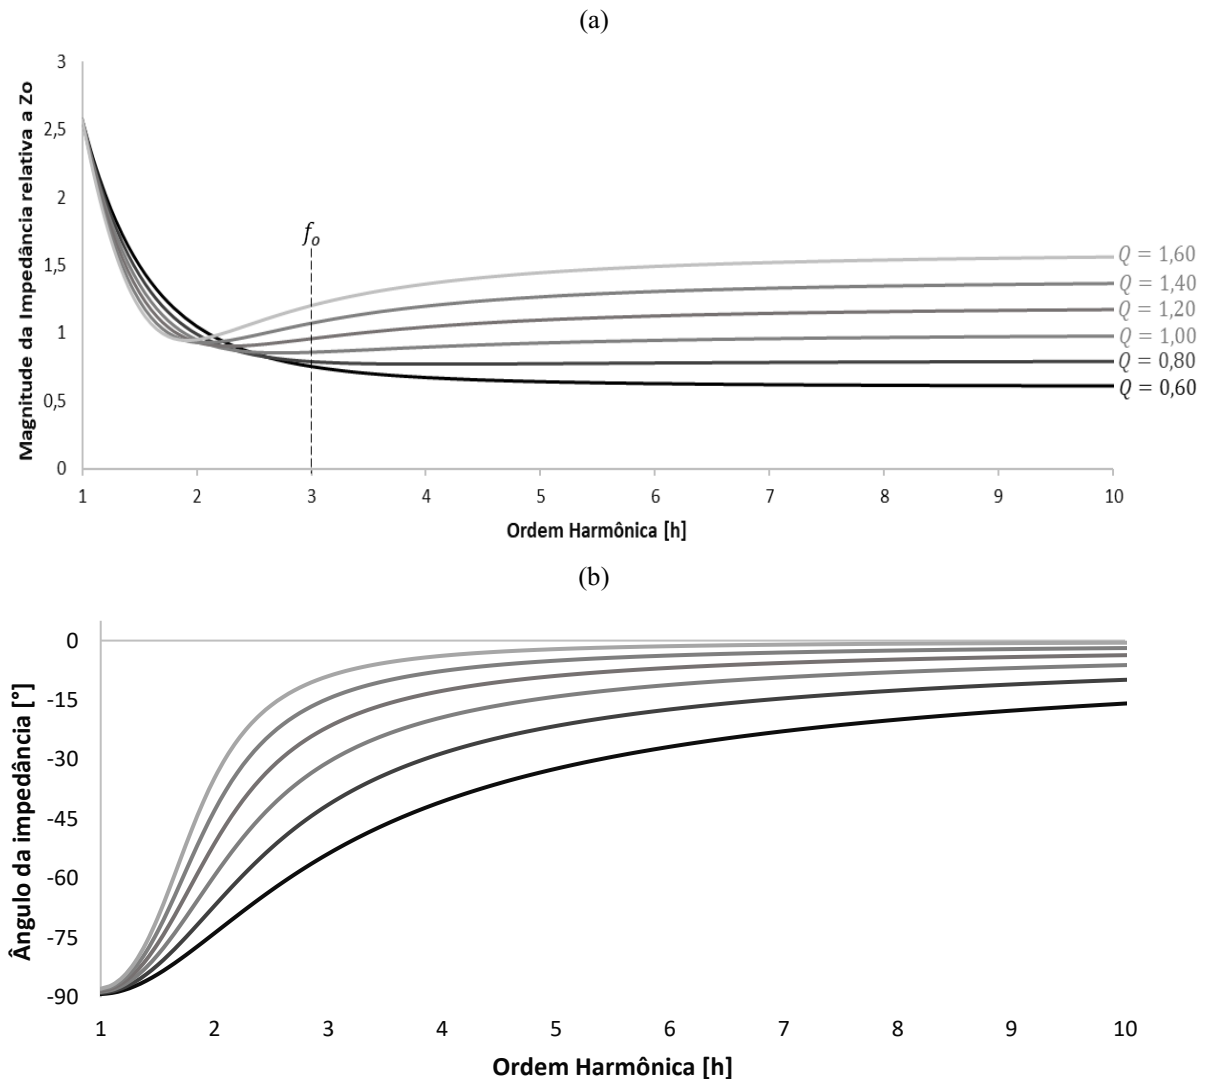 (a)
Magnitude da Impedância relativa a Zo
3
2,5
2
1,5
1
0,5
0
f_o
Q = 1,60
Q = 1,40
Q = 1,20
Q = 1,00
Q = 0,80
Q = 0,60
1 2 3 4 5 6 7 8 9 10
Ordem Harmônica [h]
(b)
Ângulo da impedância [°]
0
-15
-30
-45
-60
-75
-90
1 2 3 4 5 6 7 8 9 10
Ordem Harmônica [h]